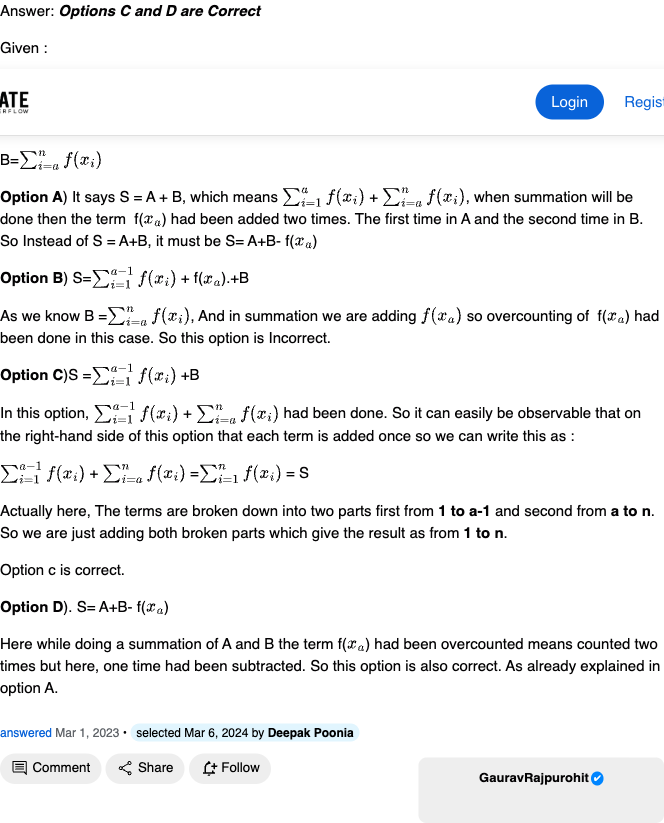 Answer: Options C and D are Correct
Given :
ATE
ERFLOW
Login
Regist
B=∑_{i=a}^{n} f(x_i)
Option A) It says S = A + B, which means ∑_{i=1}^{a} f(x_i) + ∑_{i=a}^{n} f(x_i), when summation will be
done then the term f(x_a) had been added two times. The first time in A and the second time in B.
So Instead of S = A+B, it must be S= A+B- f(x_a)
Option B) S=∑_{i=1}^{a−1} f(x_i) + f(x_a).+B
As we know B =∑_{i=a}^{n} f(x_i), And in summation we are adding f(x_a) so overcounting of f(x_a) had
been done in this case. So this option is Incorrect.
Option C)S =∑_{i=1}^{a−1} f(x_i) +B
In this option, ∑_{i=1}^{a−1} f(x_i) + ∑_{i=a}^{n} f(x_i) had been done. So it can easily be observable that on
the right-hand side of this option that each term is added once so we can write this as :
∑_{i=1}^{a−1} f(x_i) + ∑_{i=a}^{n} f(x_i) =∑_{i=1}^{n} f(x_i) = S
Actually here, The terms are broken down into two parts first from 1 to a-1 and second from a to n.
So we are just adding both broken parts which give the result as from 1 to n.
Option c is correct.
Option D). S= A+B- f(x_a)
Here while doing a summation of A and B the term f(x_a) had been overcounted means counted two
times but here, one time had been subtracted. So this option is also correct. As already explained in
option A.
answered Mar 1, 2023 • selected Mar 6, 2024 by Deepak Poonia
Comment
Share
Follow
GauravRajpurohit